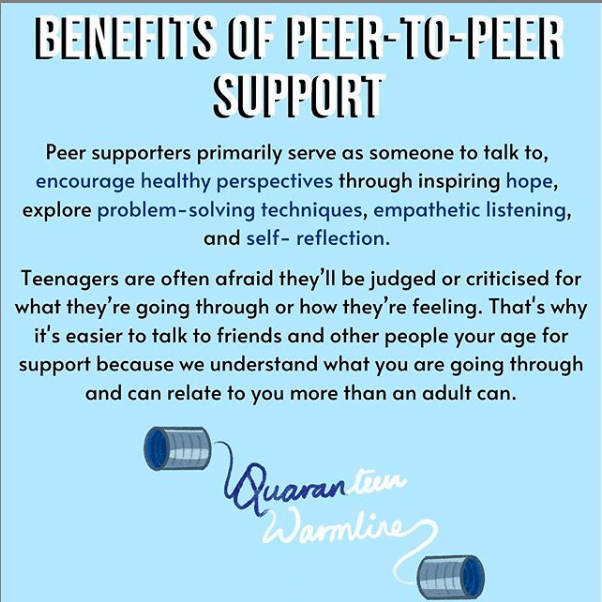 BENEFITS OF PEER-TO-PEER
SUPPORT
Peer supporters primarily serve as someone to talk to,
encourage healthy perspectives through inspiring hope,
explore problem-solving techniques, empathetic listening,
and self- reflection.
Teenagers are often afraid they'll be judged or criticised for
what they're going through or how they're feeling. That's why
it's easier to talk to friends and other people your age for
support because we understand what you are going through
and can relate to you more than an adult can.
Quaranteen
Warmline